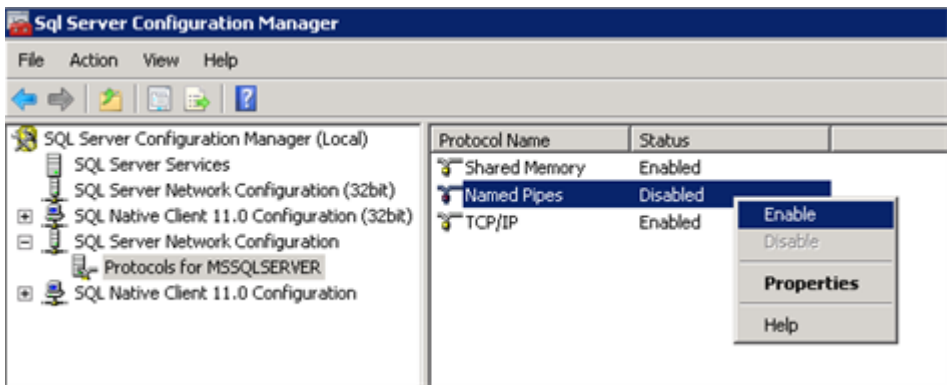 Sql Server Configuration Manager
File Action View Help
SQL Server Configuration Manager (Local)
SQL Server Services
SQL Server Network Configuration (32bit)
SQL Native Client 11.0 Configuration (32bit)
SQL Server Network Configuration
Protocols for MSSQLSERVER
SQL Native Client 11.0 Configuration
Protocol Name Status
Shared Memory Enabled
Named Pipes Disabled
TCP/IP Enabled
Enable
Disable
Properties
Help